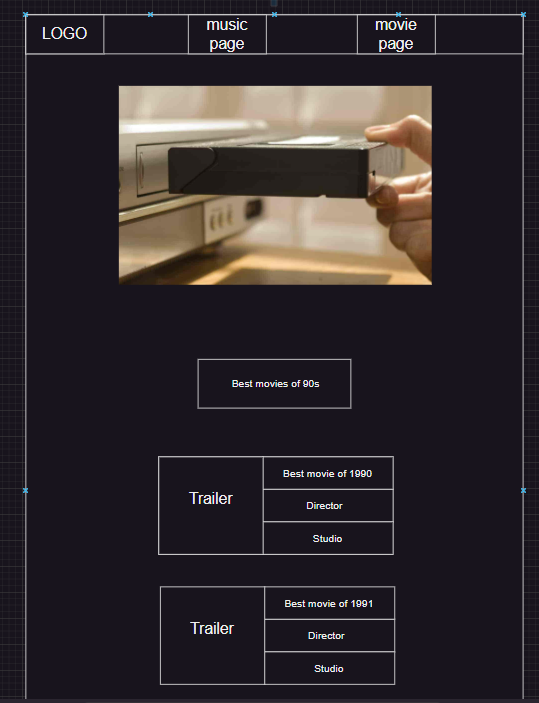 LOGO
music
page
movie
page
Best movies of 90s
Trailer
Best movie of 1990
Director
Studio
Trailer
Best movie of 1991
Director
Studio